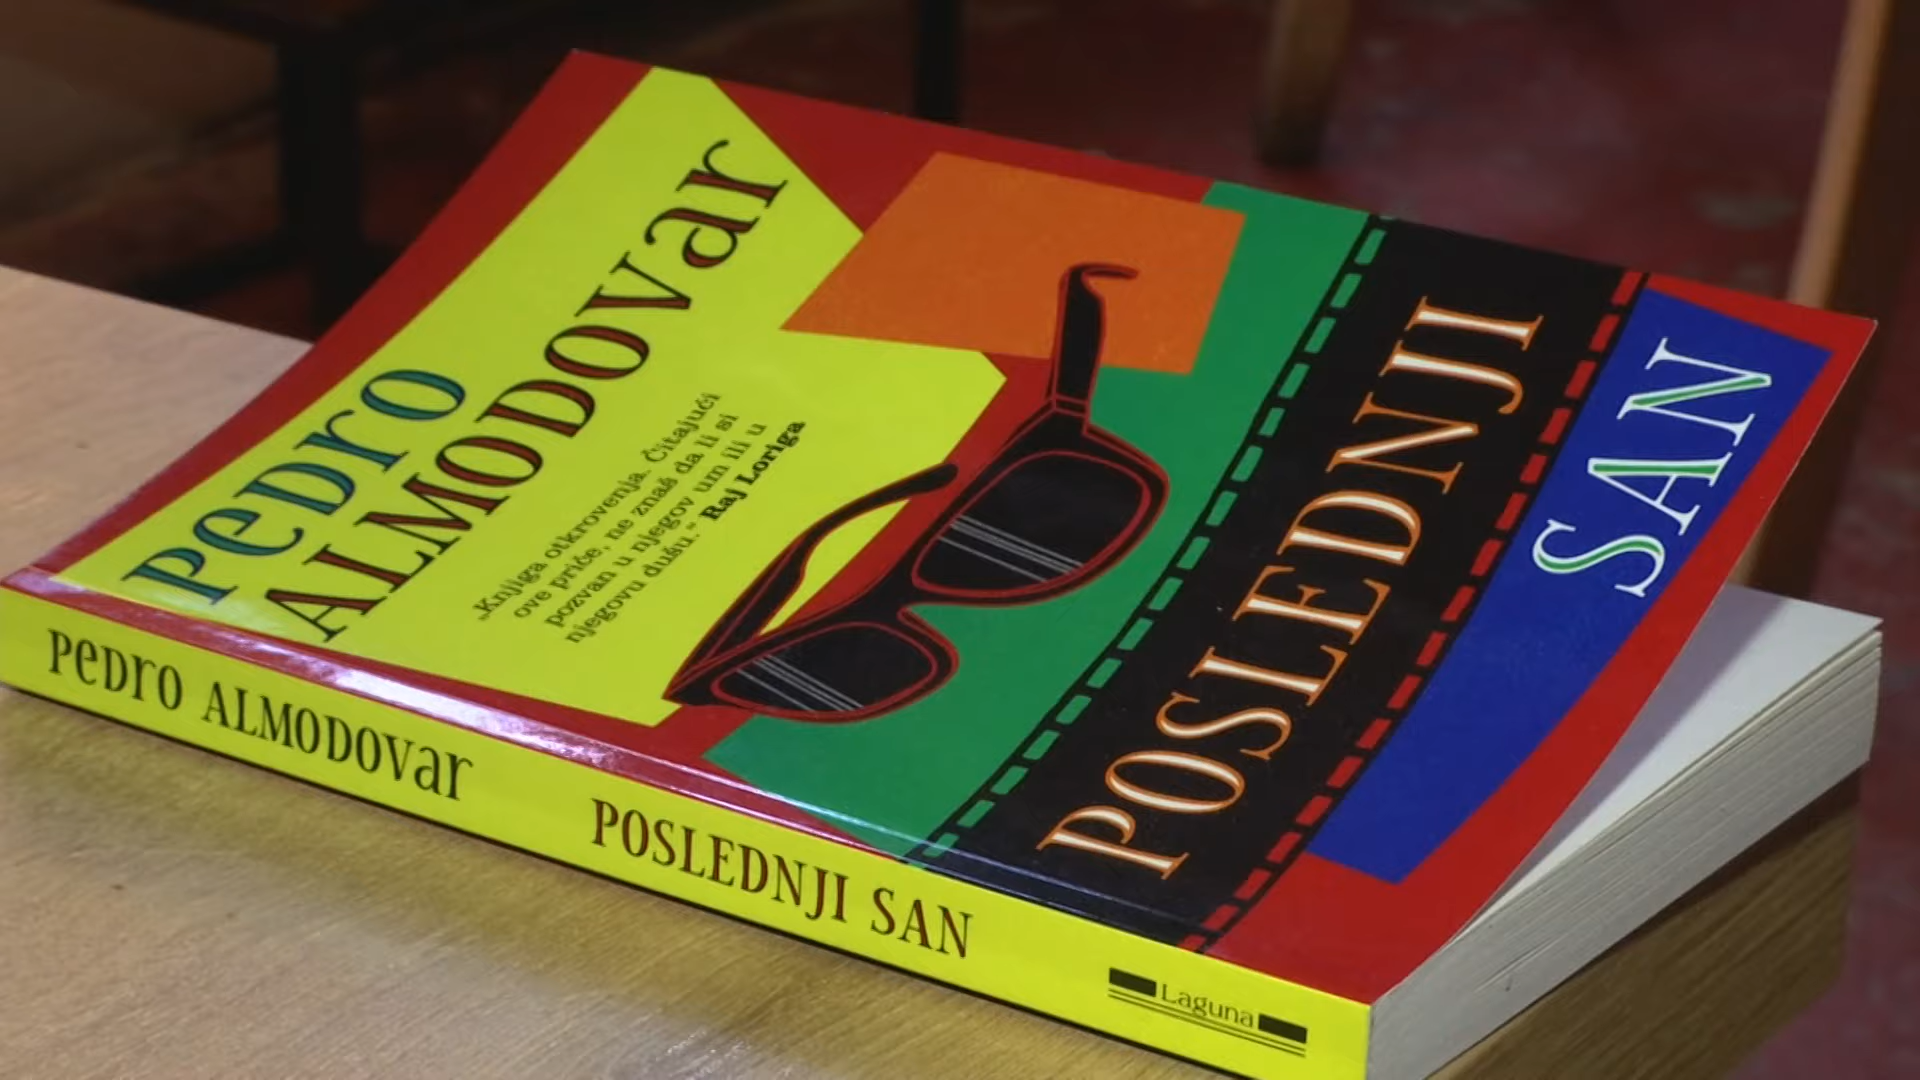 PeDrO
ALMODOVar
„Knjiga otkrovenja. Čitajući
ove priče, ne znaš da li si
pozvan u njegov um ili u
njegovu dušu.“ Raj Loriga
POSLEDNJI
SAN
PeDrO ALMODOVar POSLEDNJI SAN Laguna